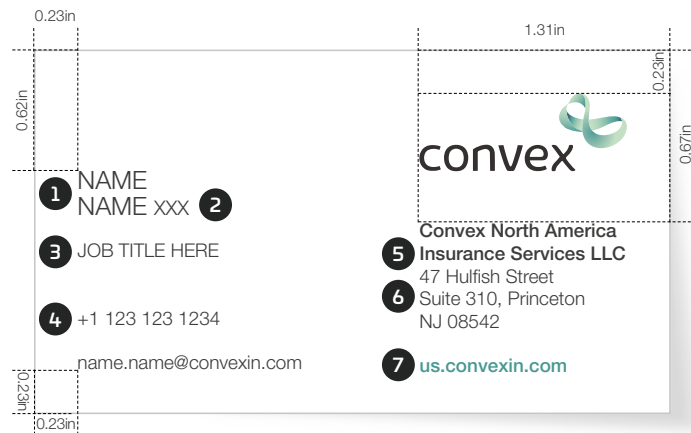 0.23in
1.31in
0.62in
0.23in
0.67in
convex
1 NAME
NAME xxx 2
3 JOB TITLE HERE
4 +1 123 123 1234
name.name@convexin.com
0.23in
0.23in
Convex North America
5 Insurance Services LLC
47 Hulfish Street
6 Suite 310, Princeton
NJ 08542
7 us.convexin.com